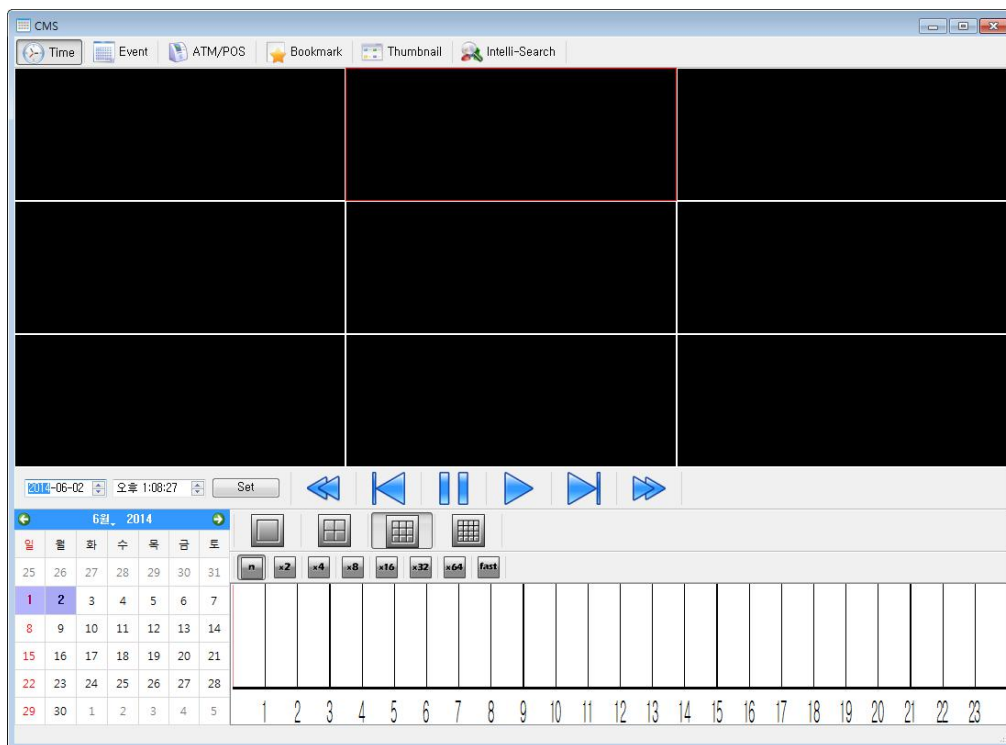 CMS
Time Event ATM/POS Bookmark Thumbnail Intelli-Search
2014-06-02 오후 1:08:27 Set
6월, 2014
일 월 화 수 목 금 토
n x2 x4 x8 x16 x32 x64 fast
25 26 27 28 29 30 31
1 2 3 4 5 6 7
8 9 10 11 12 13 14
15 16 17 18 19 20 21
22 23 24 25 26 27 28
29 30 1 2 3 4 5
1 2 3 4 5 6 7 8 9 10 11 12 13 14 15 16 17 18 19 20 21 22 23